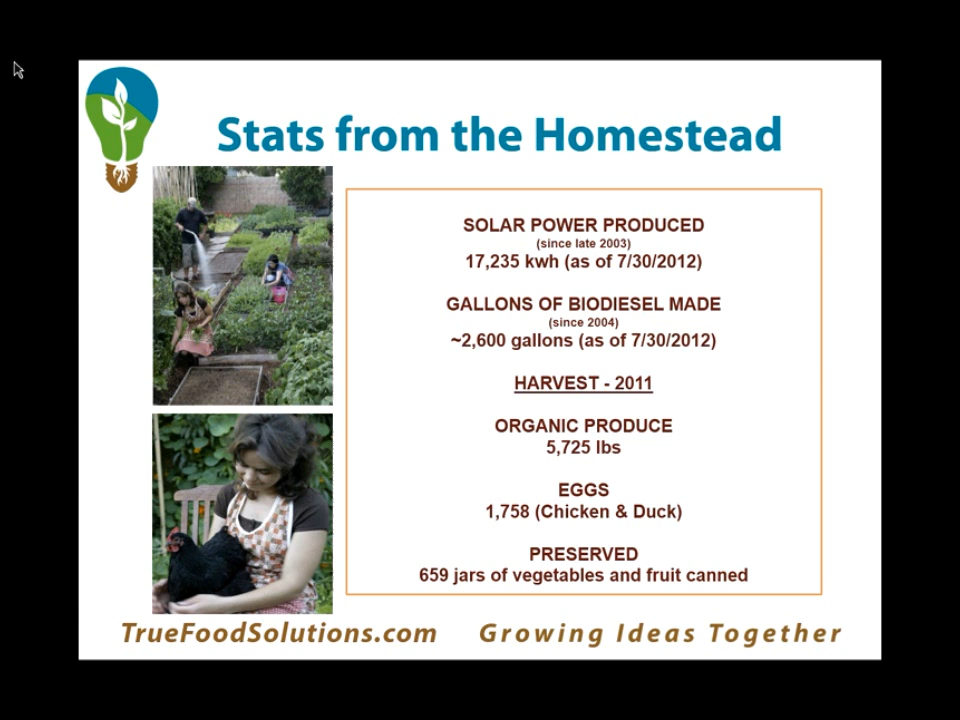 Stats from the Homestead
SOLAR POWER PRODUCED
(since late 2003)
17,235 kwh (as of 7/30/2012)
GALLONS OF BIODIESEL MADE
(since 2004)
~2,600 gallons (as of 7/30/2012)
HARVEST - 2011
ORGANIC PRODUCE
5,725 lbs
EGGS
1,758 (Chicken & Duck)
PRESERVED
659 jars of vegetables and fruit canned
TrueFoodSolutions.com Growing Ideas Together